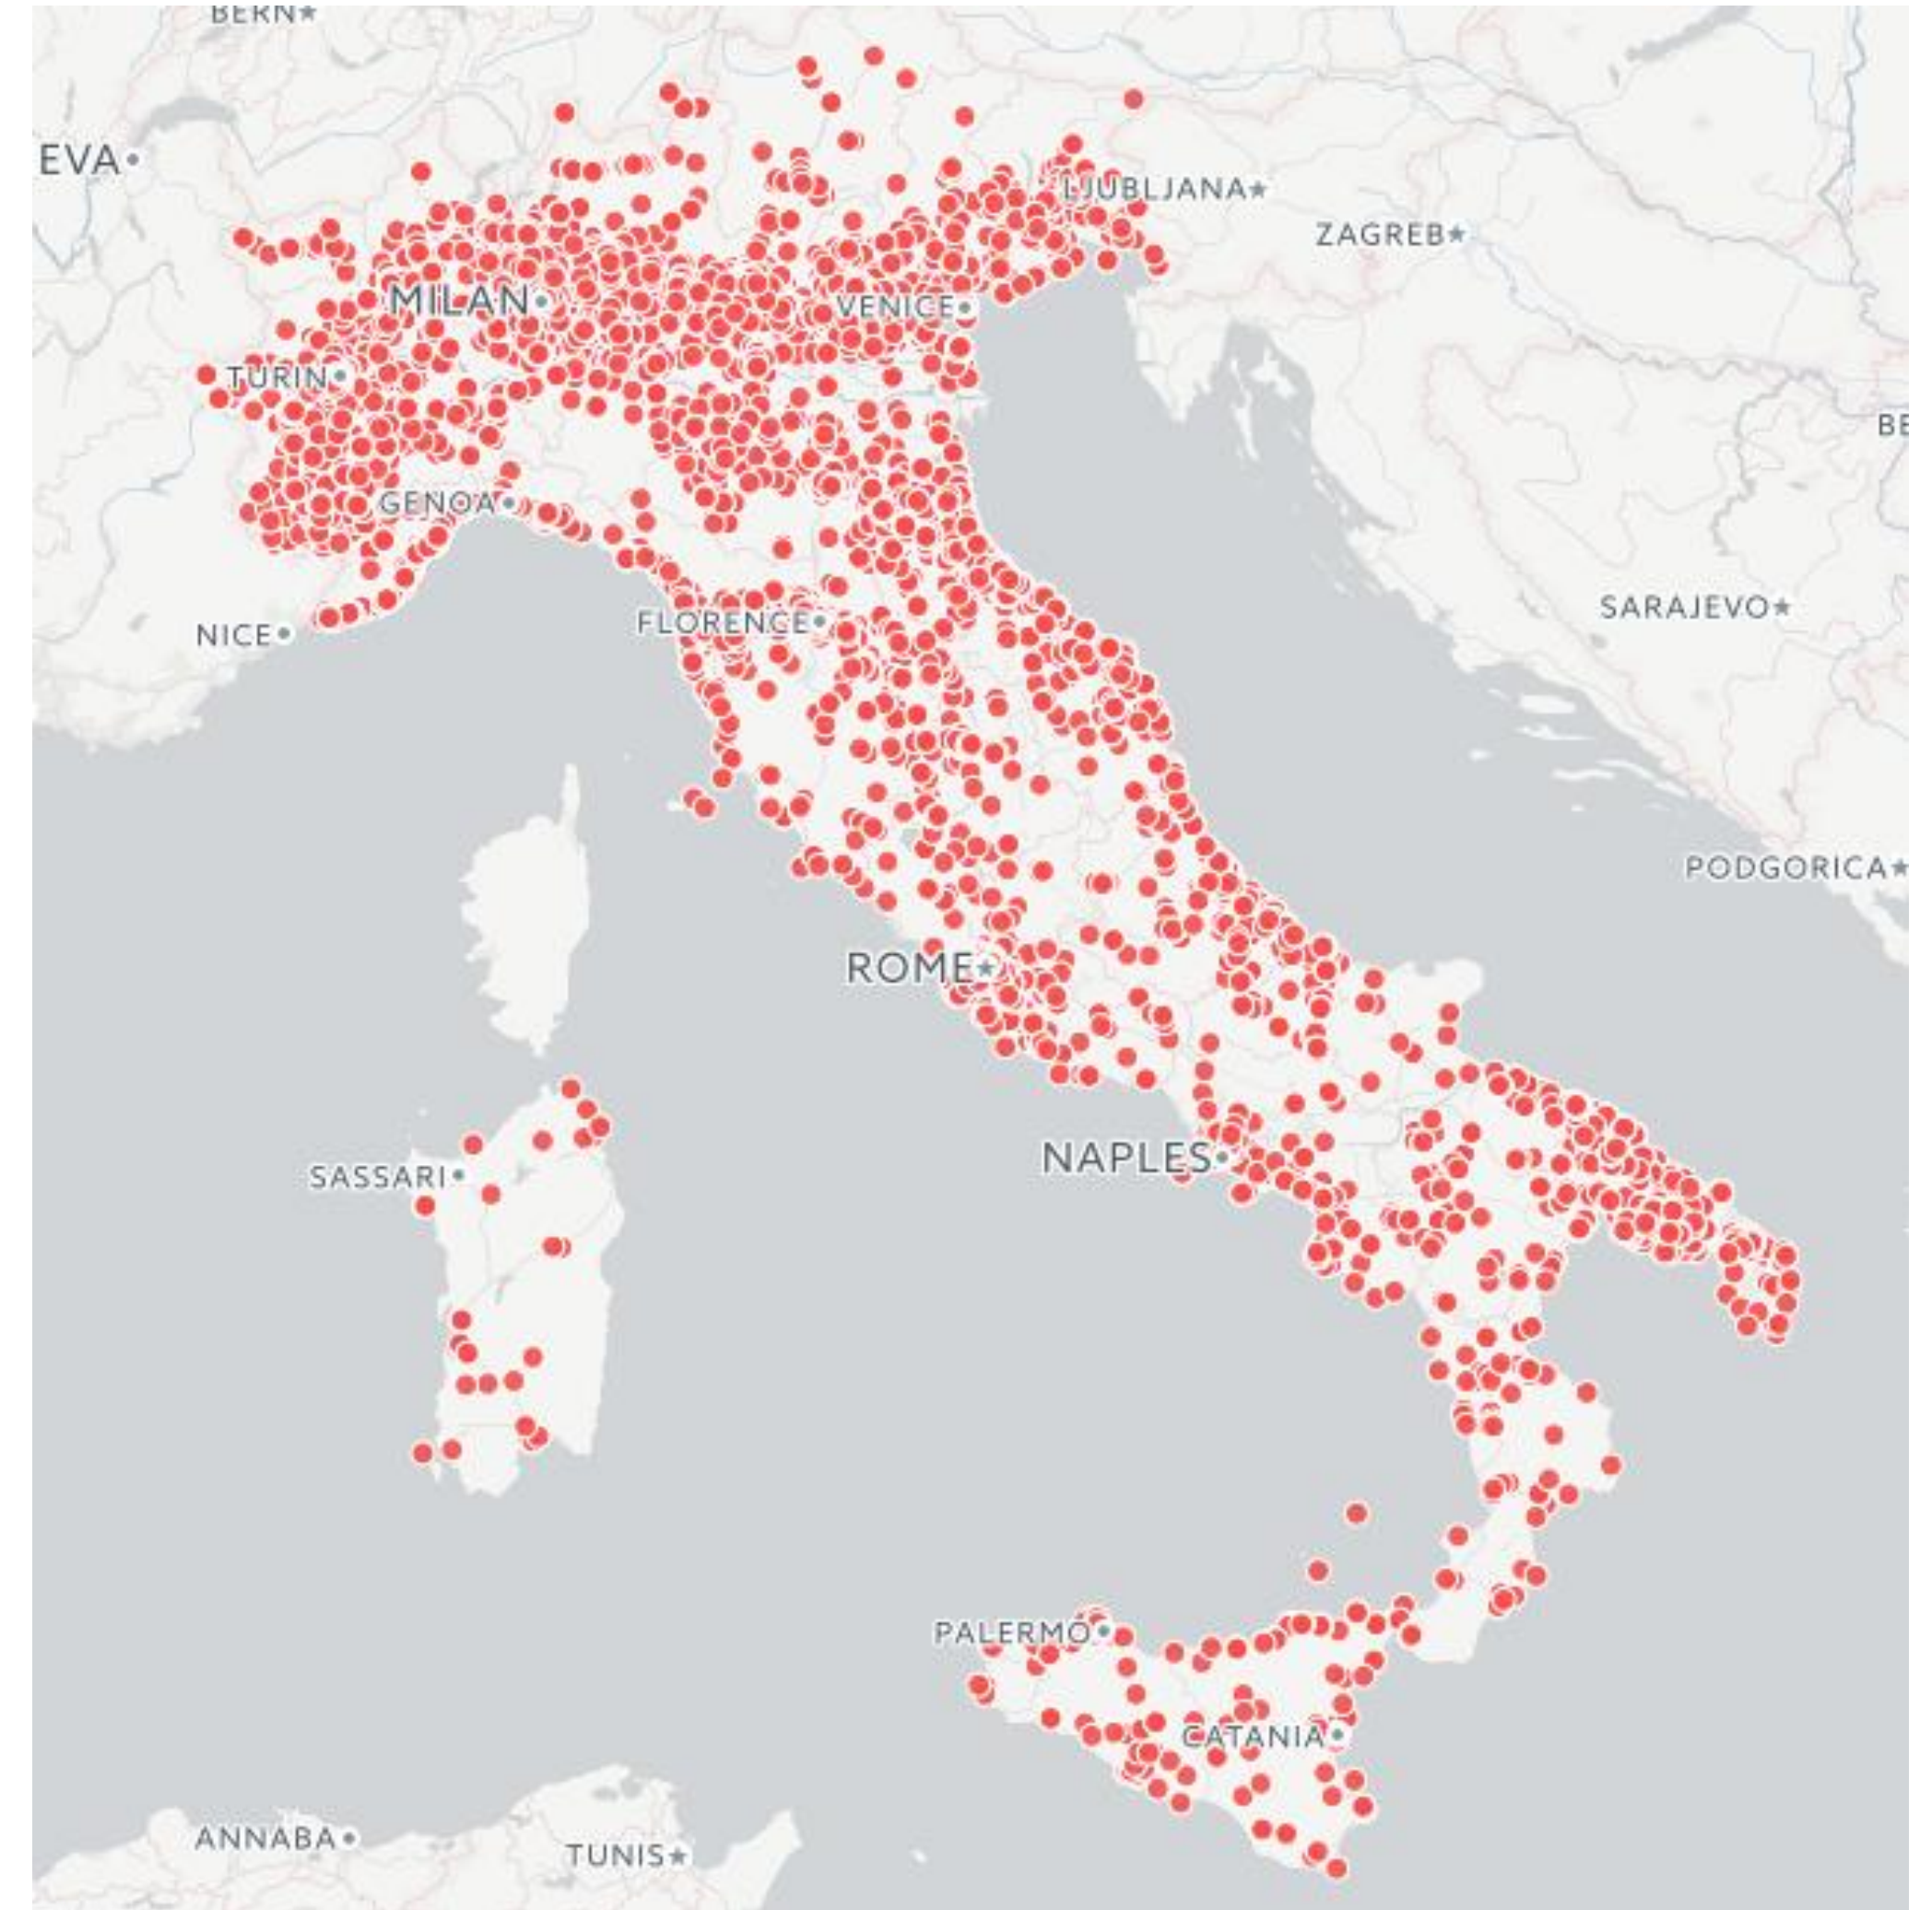 BERN
EVA
LJUBLJANA
ZAGREB
MILAN
VENICE
TURIN
BE
GENOA
SARAJEVO
FLORENCE
NICE
PODGORICA
ROME
NAPLES
SASSARI
PALERMO
CATANIA
ANNABA
TUNIS